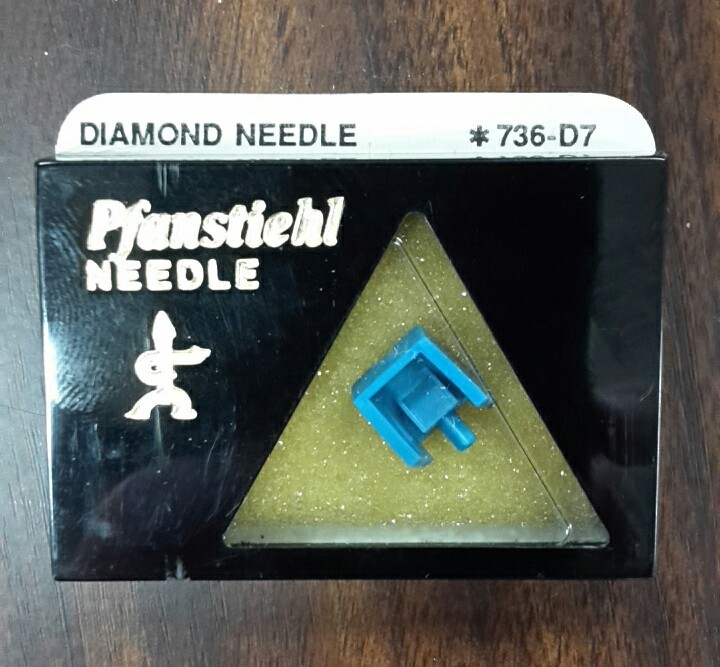 DIAMOND NEEDLE * 736-D7
Pfanstiehl
NEEDLE